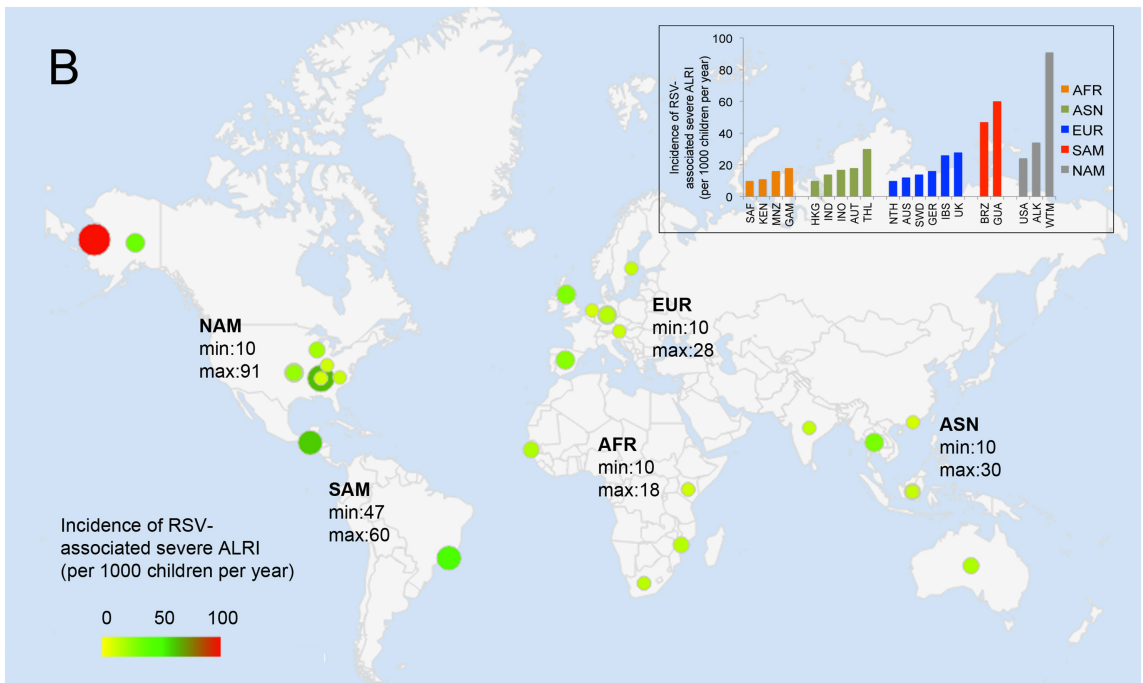 B
Incidence of RSV-
associated severe ALRI
(per 1000 children per year)
100
80
60
40
20
0
SAF
KEN
MNZ
GAM
HKG
IND
INO
AUT
THL
NTH
AUS
SWD
GER
IBS
UK
BRZ
GUA
USA
ALK
WTM
AFR
ASN
EUR
SAM
NAM
NAM
min:10
max:91
EUR
min:10
max:28
ASN
min:10
max:30
AFR
min:10
max:18
SAM
min:47
max:60
Incidence of RSV-
associated severe ALRI
(per 1000 children per year)
0 50 100